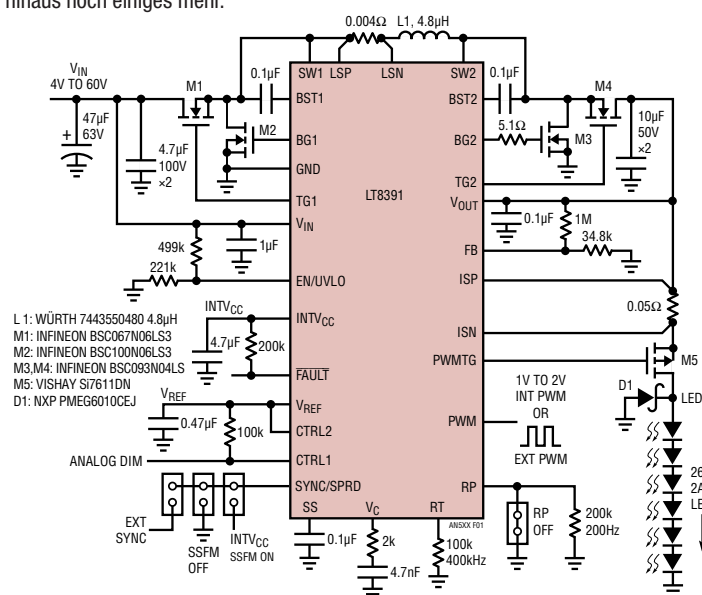 hinaus noch einiges mehr.
0.004Ω
L1, 4.8µH
SW1
LSP
LSN
SW2
VIN
4V TO 60V
M1
0.1µF
BST1
BST2
0.1µF
M4
47µF
63V
+
4.7µF
100V
×2
M2
BG1
GND
TG1
BG2
5.1Ω
M3
10µF
50V
×2
TG2
LT8391
VOUT
VIN
0.1µF
1M
34.8k
FB
499k
1µF
221k
EN/UVLO
ISP
0.05Ω
ISN
L 1: WÜRTH 7443550480 4.8µH
M1: INFINEON BSC067N06LS3
M2: INFINEON BSC100N06LS3
M3,M4: INFINEON BSC093N04LS
M5: VISHAY Si7611DN
D1: NXP PMEG6010CEJ
INTVCC
INTVCC
4.7µF
200k
FAULT
PWMTG
M5
D1
LED
1V TO 2V
INT PWM
OR
EXT PWM
PWM
VREF
VREF
0.47µF
100k
CTRL2
ANALOG DIM
CTRL1
SYNC/SPRD
RP
SS
VC
RT
AN5XX F01
EXT
SYNC
SSFM
OFF
INTVCC
SSFM ON
0.1µF
2k
4.7nF
100k
400kHz
RP
OFF
200k
200Hz